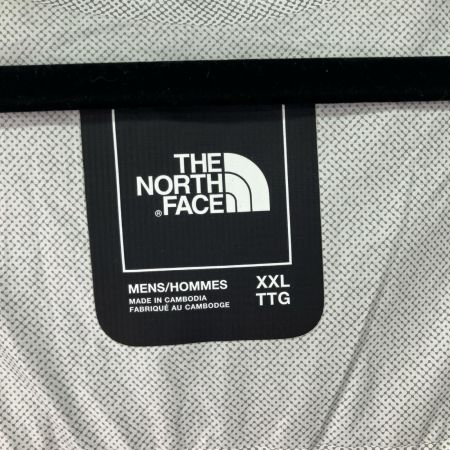 THE
NORTH
® FACE
MENS/HOMMES XXL
MADE IN CAMBODIA TTG
FABRIQUÉ AU CAMBODGE